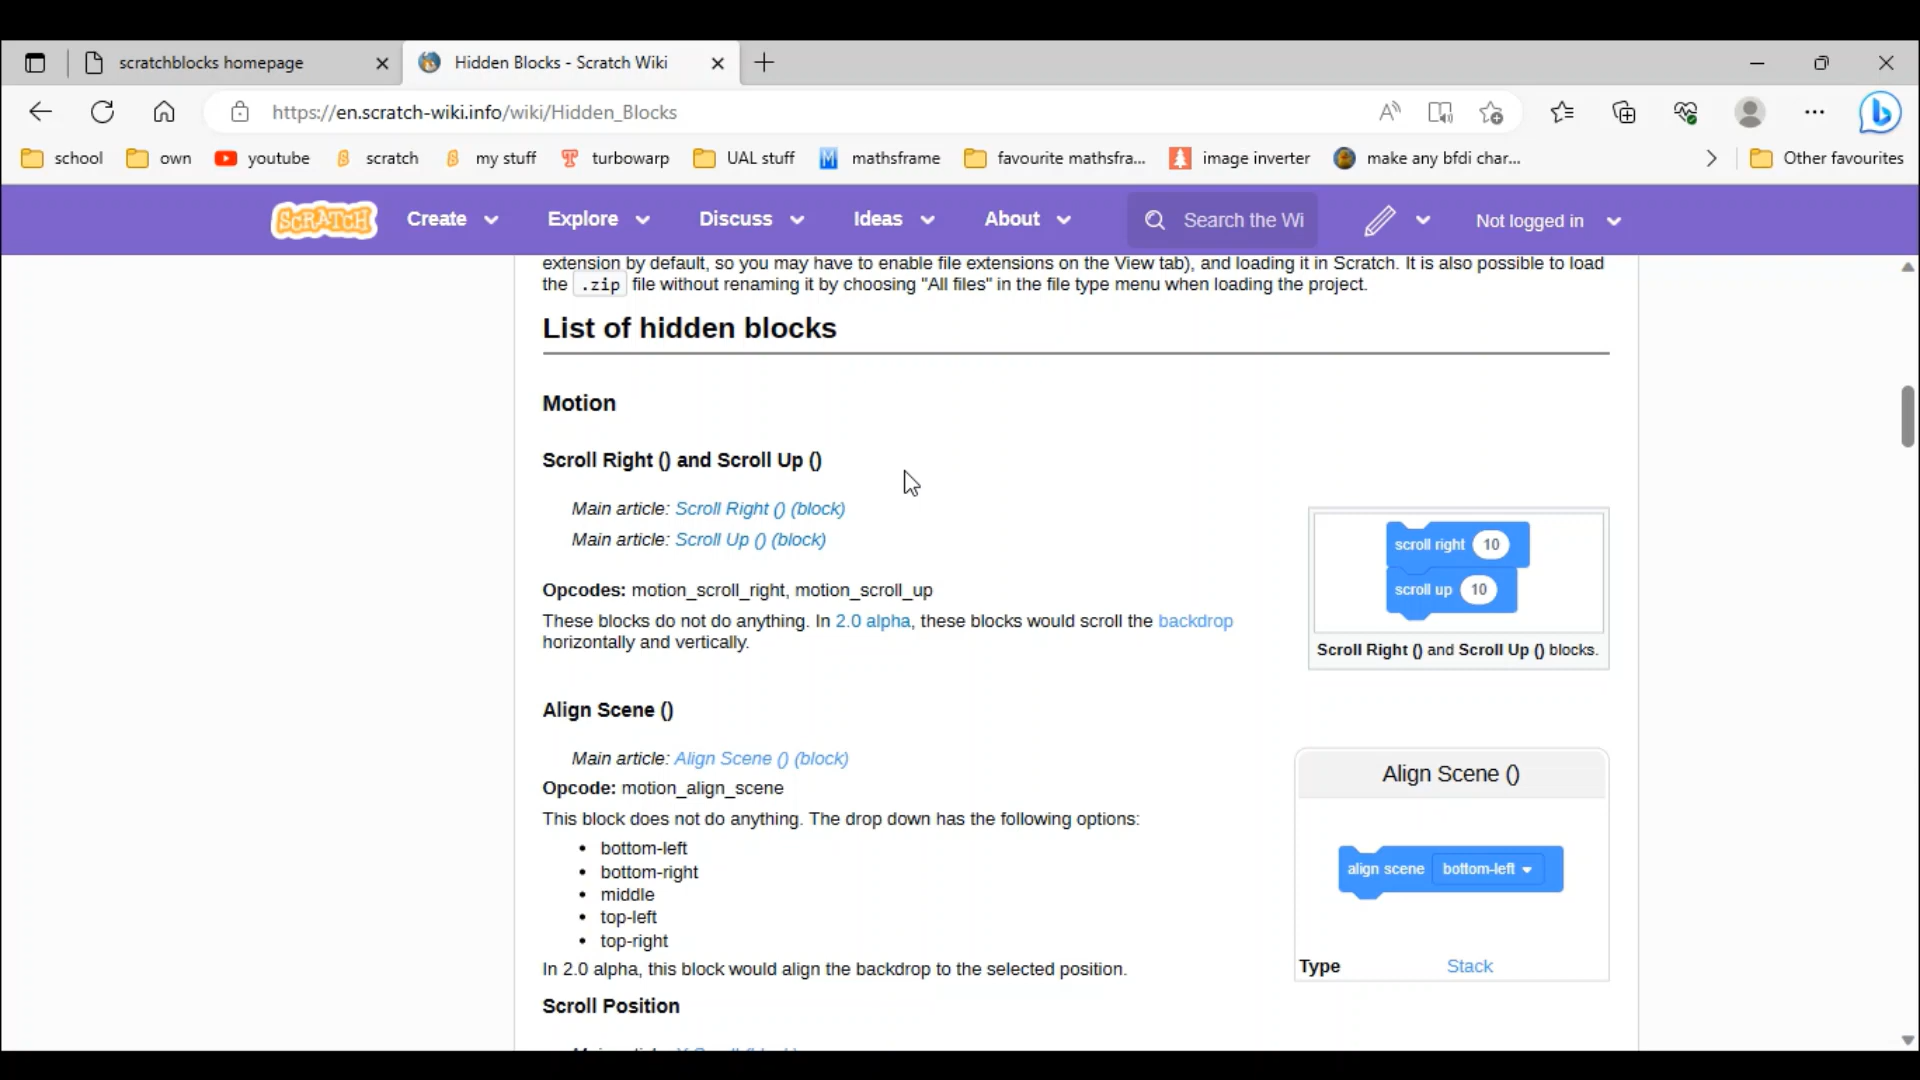 scratchblocks homepage
Hidden Blocks - Scratch Wiki
https://en.scratch-wiki.info/wiki/Hidden_Blocks
school
own
youtube
scratch
my stuff
turbowarp
UAL stuff
mathsframe
favourite mathsfra...
image inverter
make any bfdi char...
Other favourites
SCRATCH
Create
Explore
Discuss
Ideas
About
Search the Wi
Not logged in
extension by default, so you may have to enable file extensions on the View tab), and loading it in Scratch. It is also possible to load
the .zip file without renaming it by choosing "All files" in the file type menu when loading the project.
List of hidden blocks
Motion
Scroll Right () and Scroll Up ()
Main article: Scroll Right () (block)
Main article: Scroll Up () (block)
Opcodes: motion_scroll_right, motion_scroll_up
These blocks do not do anything. In 2.0 alpha, these blocks would scroll the backdrop
horizontally and vertically.
scroll right 10
scroll up 10
Scroll Right () and Scroll Up () blocks.
Align Scene ()
Main article: Align Scene () (block)
Opcode: motion_align_scene
This block does not do anything. The drop down has the following options:
• bottom-left
• bottom-right
• middle
• top-left
• top-right
In 2.0 alpha, this block would align the backdrop to the selected position.
Align Scene ()
align scene bottom-left
Type Stack
Scroll Position